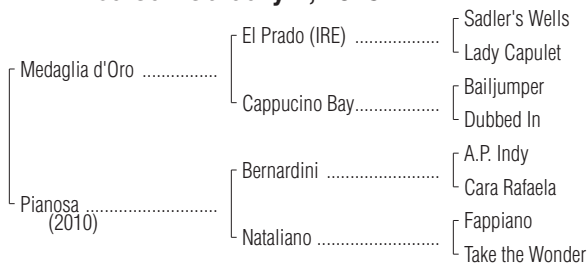 El Prado (IRE) ...................
Sadler's Wells
Lady Capulet
Medaglia d'Oro ................
Cappucino Bay...................
Bailjumper
Dubbed In
Bernardini .........................
A.P. Indy
Cara Rafaela
Pianosa ..............................
(2010)
Nataliano ...........................
Fappiano
Take the Wonder